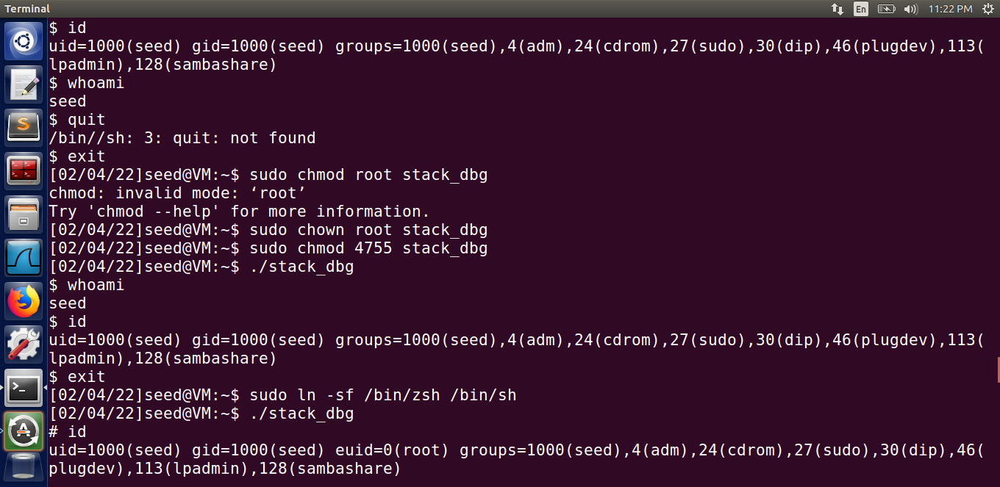 Terminal
En
11:22 PM
$ id
uid=1000(seed) gid=1000(seed) groups=1000(seed),4(adm),24(cdrom),27(sudo),30(dip),46(plugdev),113(
lpadmin),128(sambashare)
$ whoami
seed
$ quit
/bin//sh: 3: quit: not found
$ exit
[02/04/22]seed@VM:~$ sudo chmod root stack_dbg
chmod: invalid mode: ‘root’
Try 'chmod --help' for more information.
[02/04/22]seed@VM:~$ sudo chown root stack_dbg
[02/04/22]seed@VM:~$ sudo chmod 4755 stack_dbg
[02/04/22]seed@VM:~$ ./stack_dbg
$ whoami
seed
$ id
uid=1000(seed) gid=1000(seed) groups=1000(seed),4(adm),24(cdrom),27(sudo),30(dip),46(plugdev),113(
lpadmin),128(sambashare)
$ exit
[02/04/22]seed@VM:~$ sudo ln -sf /bin/zsh /bin/sh
[02/04/22]seed@VM:~$ ./stack_dbg
# id
uid=1000(seed) gid=1000(seed) euid=0(root) groups=1000(seed),4(adm),24(cdrom),27(sudo),30(dip),46(
plugdev),113(lpadmin),128(sambashare)